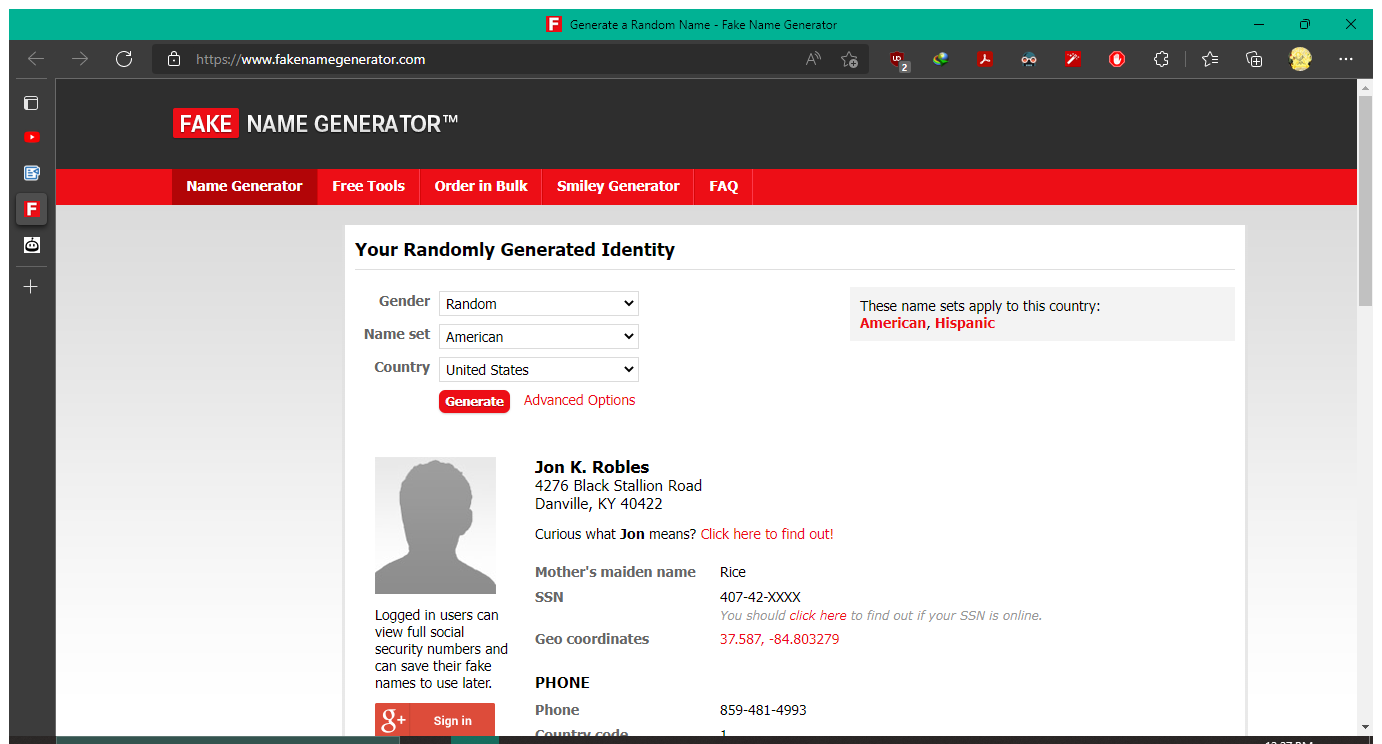 Generate a Random Name - Fake Name Generator
https://www.fakenamegenerator.com
2
FAKE NAME GENERATOR™
Name Generator Free Tools Order in Bulk Smiley Generator FAQ
Your Randomly Generated Identity
Gender Random
Name set American
Country United States
Generate Advanced Options
These name sets apply to this country:
American, Hispanic
Jon K. Robles
4276 Black Stallion Road
Danville, KY 40422
Curious what Jon means? Click here to find out!
Mother's maiden name Rice
SSN 407-42-XXXX
You should click here to find out if your SSN is online.
Geo coordinates 37.587, -84.803279
Logged in users can
view full social
security numbers and
can save their fake
names to use later.
g+ Sign in
PHONE
Phone 859-481-4993
Country code 1